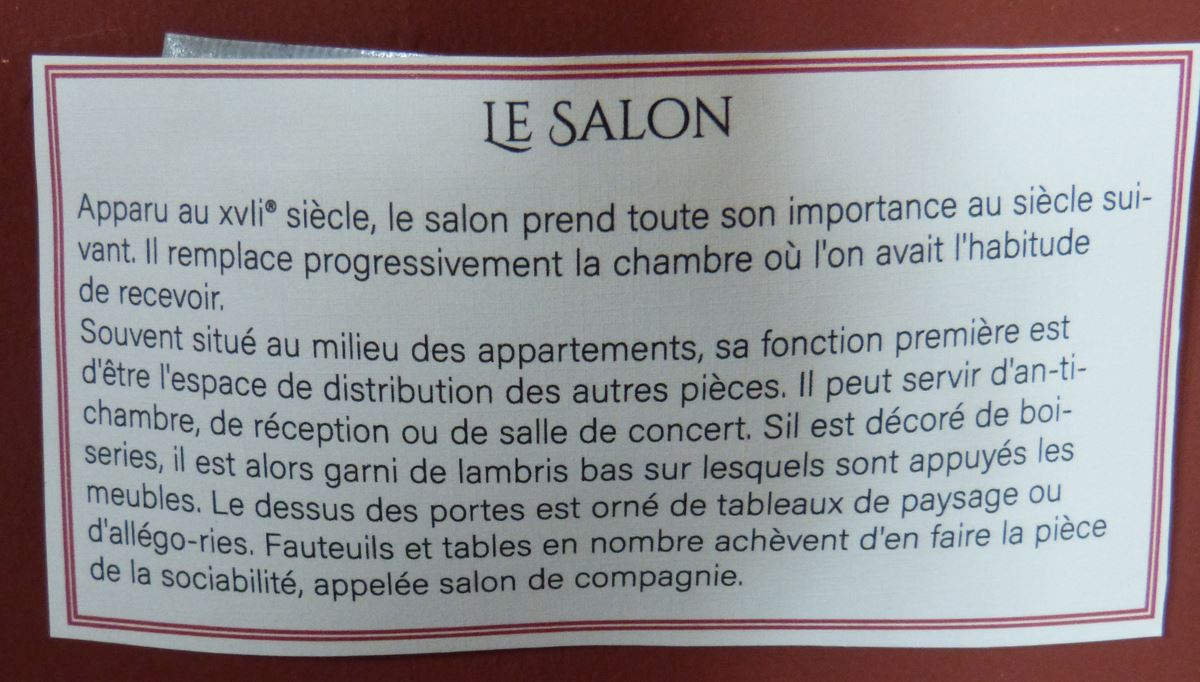 LE SALON
Apparu au xvli® siècle, le salon prend toute son importance au siècle sui-
vant. Il remplace progressivement la chambre où l'on avait l'habitude
de recevoir.
Souvent situé au milieu des appartements, sa fonction première est
d'être l'espace de distribution des autres pièces. Il peut servir d'an-ti-
chambre, de réception ou de salle de concert. Sil est décoré de boi-
series, il est alors garni de lambris bas sur lesquels sont appuyés les
meubles. Le dessus des portes est orné de tableaux de paysage ou
d'allégo-ries. Fauteuils et tables en nombre achèvent d'en faire la pièce
de la sociabilité, appelée salon de compagnie.